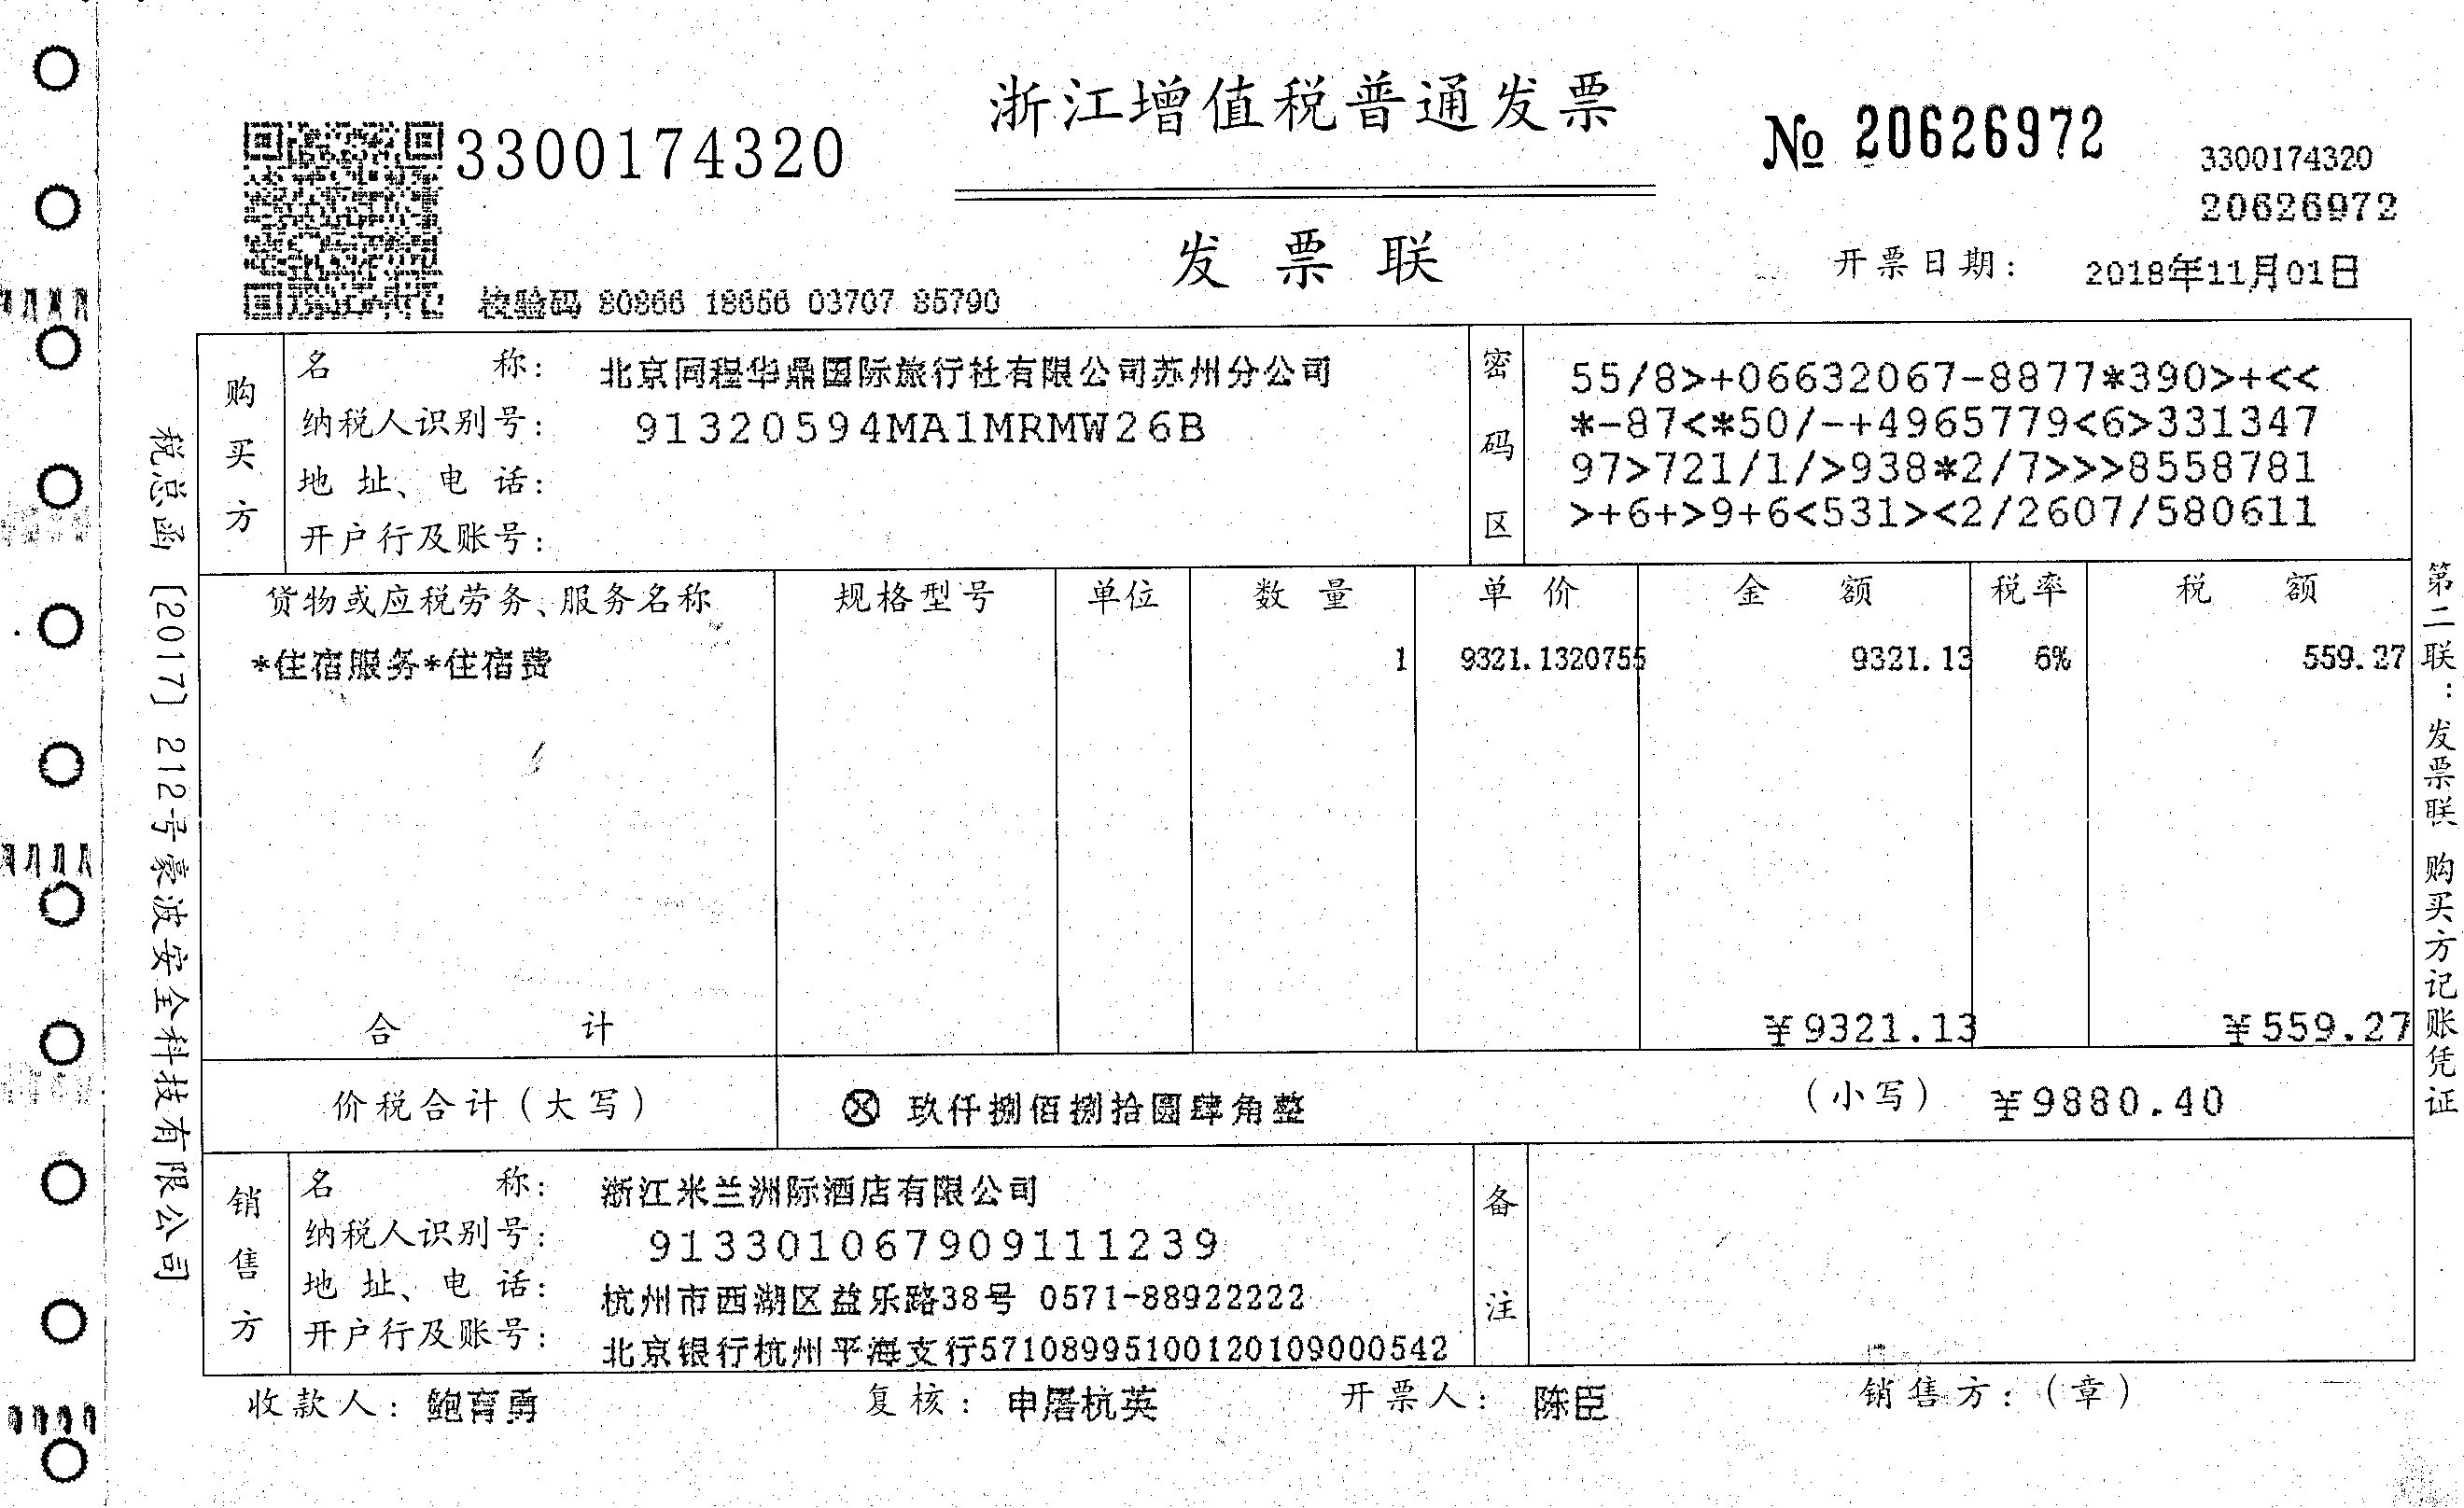 浙江增值税普通发票
3300174320
№ 20626972
3300174320
20626972
发票联
开票日期: 2018年11月01日
校验码 80866 18656 03707 85790
购买方
名称: 北京同程华鼎国际旅行社有限公司苏州分公司
纳税人识别号: 91320594MA1MRMW26B
地址、电话:
开户行及账号:
密码区
55/8>+06632067-8877*390>+<<
*-87<*50/-+4965779<6>331347
97>721/1/>938*2/7>>>8558781
>+6+>9+6<531><2/2607/580611
货物或应税劳务、服务名称 规格型号 单位 数量 单价 金额 税率 税额
*住宿服务*住宿费 1 9321.1320755 9321.13 6% 559.27
合计 ¥9321.13 ¥559.27
价税合计(大写) ⊗ 玖仟捌佰捌拾圆肆角整 (小写) ¥9880.40
销售方
名称: 浙江米兰洲际酒店有限公司
纳税人识别号: 913301067909111239
地址、电话: 杭州市西湖区益乐路38号 0571-88922222
开户行及账号: 北京银行杭州平海支行57108995100120109000542
备注
收款人: 鲍育勇 复核: 申屠杭英 开票人: 陈臣 销售方:(章)
税总函〔2017〕212号豪波安全科技有限公司
第二联:发票联 购买方记账凭证